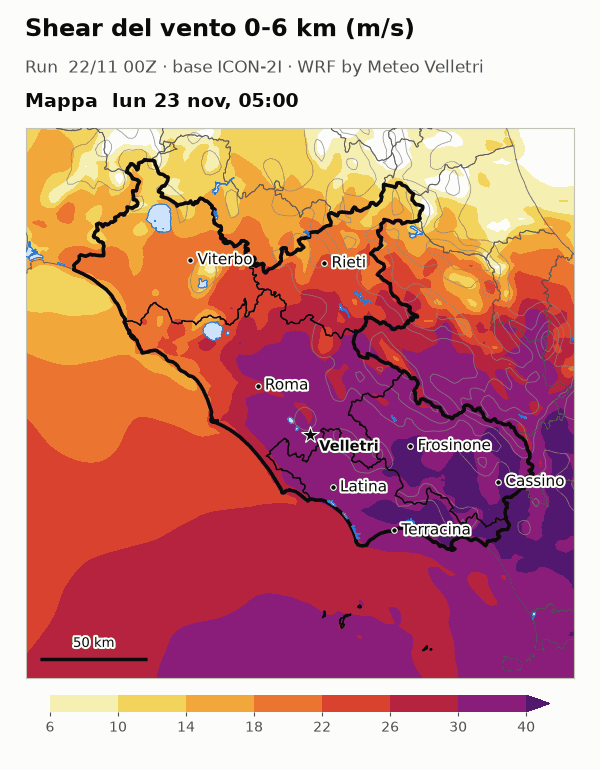 Shear del vento 0-6 km (m/s)
Run  22/11 00Z · base ICON-2I · WRF by Meteo Velletri
Mappa  lun 23 nov, 05:00
Viterbo
Rieti
Roma
Velletri
Frosinone
Latina
Cassino
Terracina
50 km
6 10 14 18 22 26 30 40